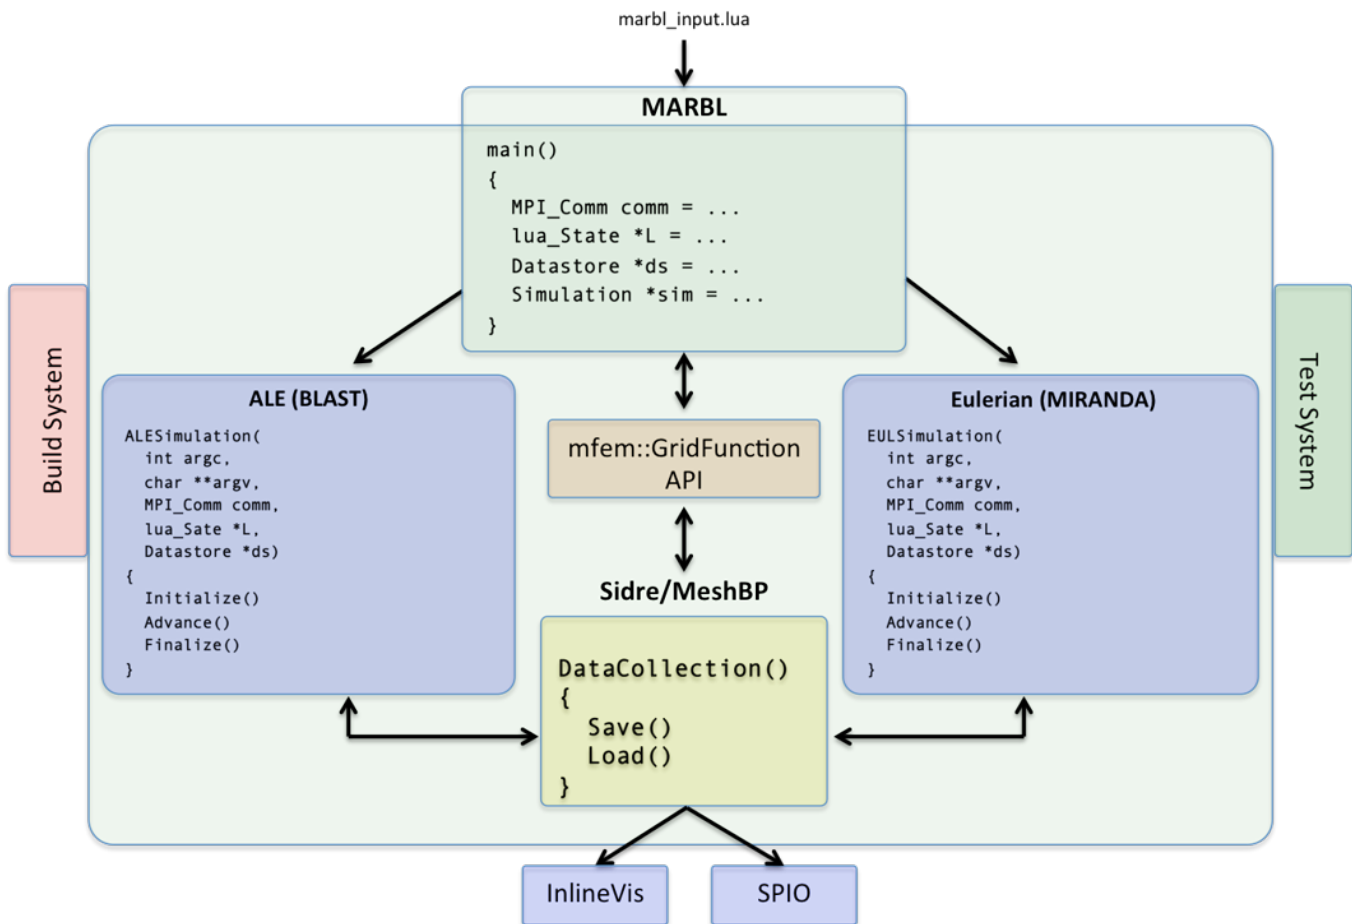 marbl_input.lua
MARBL
main()
{
MPI_Comm comm = ...
lua_State *L = ...
Datastore *ds = ...
Simulation *sim = ...
}
Build System
ALE (BLAST)
ALESimulation(
int argc,
char **argv,
MPI_Comm comm,
lua_Sate *L,
Datastore *ds)
{
Initialize()
Advance()
Finalize()
}
mfem::GridFunction
API
Sidre/MeshBP
DataCollection()
{
Save()
Load()
}
Eulerian (MIRANDA)
EULSimulation(
int argc,
char **argv,
MPI_Comm comm,
lua_Sate *L,
Datastore *ds)
{
Initialize()
Advance()
Finalize()
}
Test System
InlineVis
SPIO